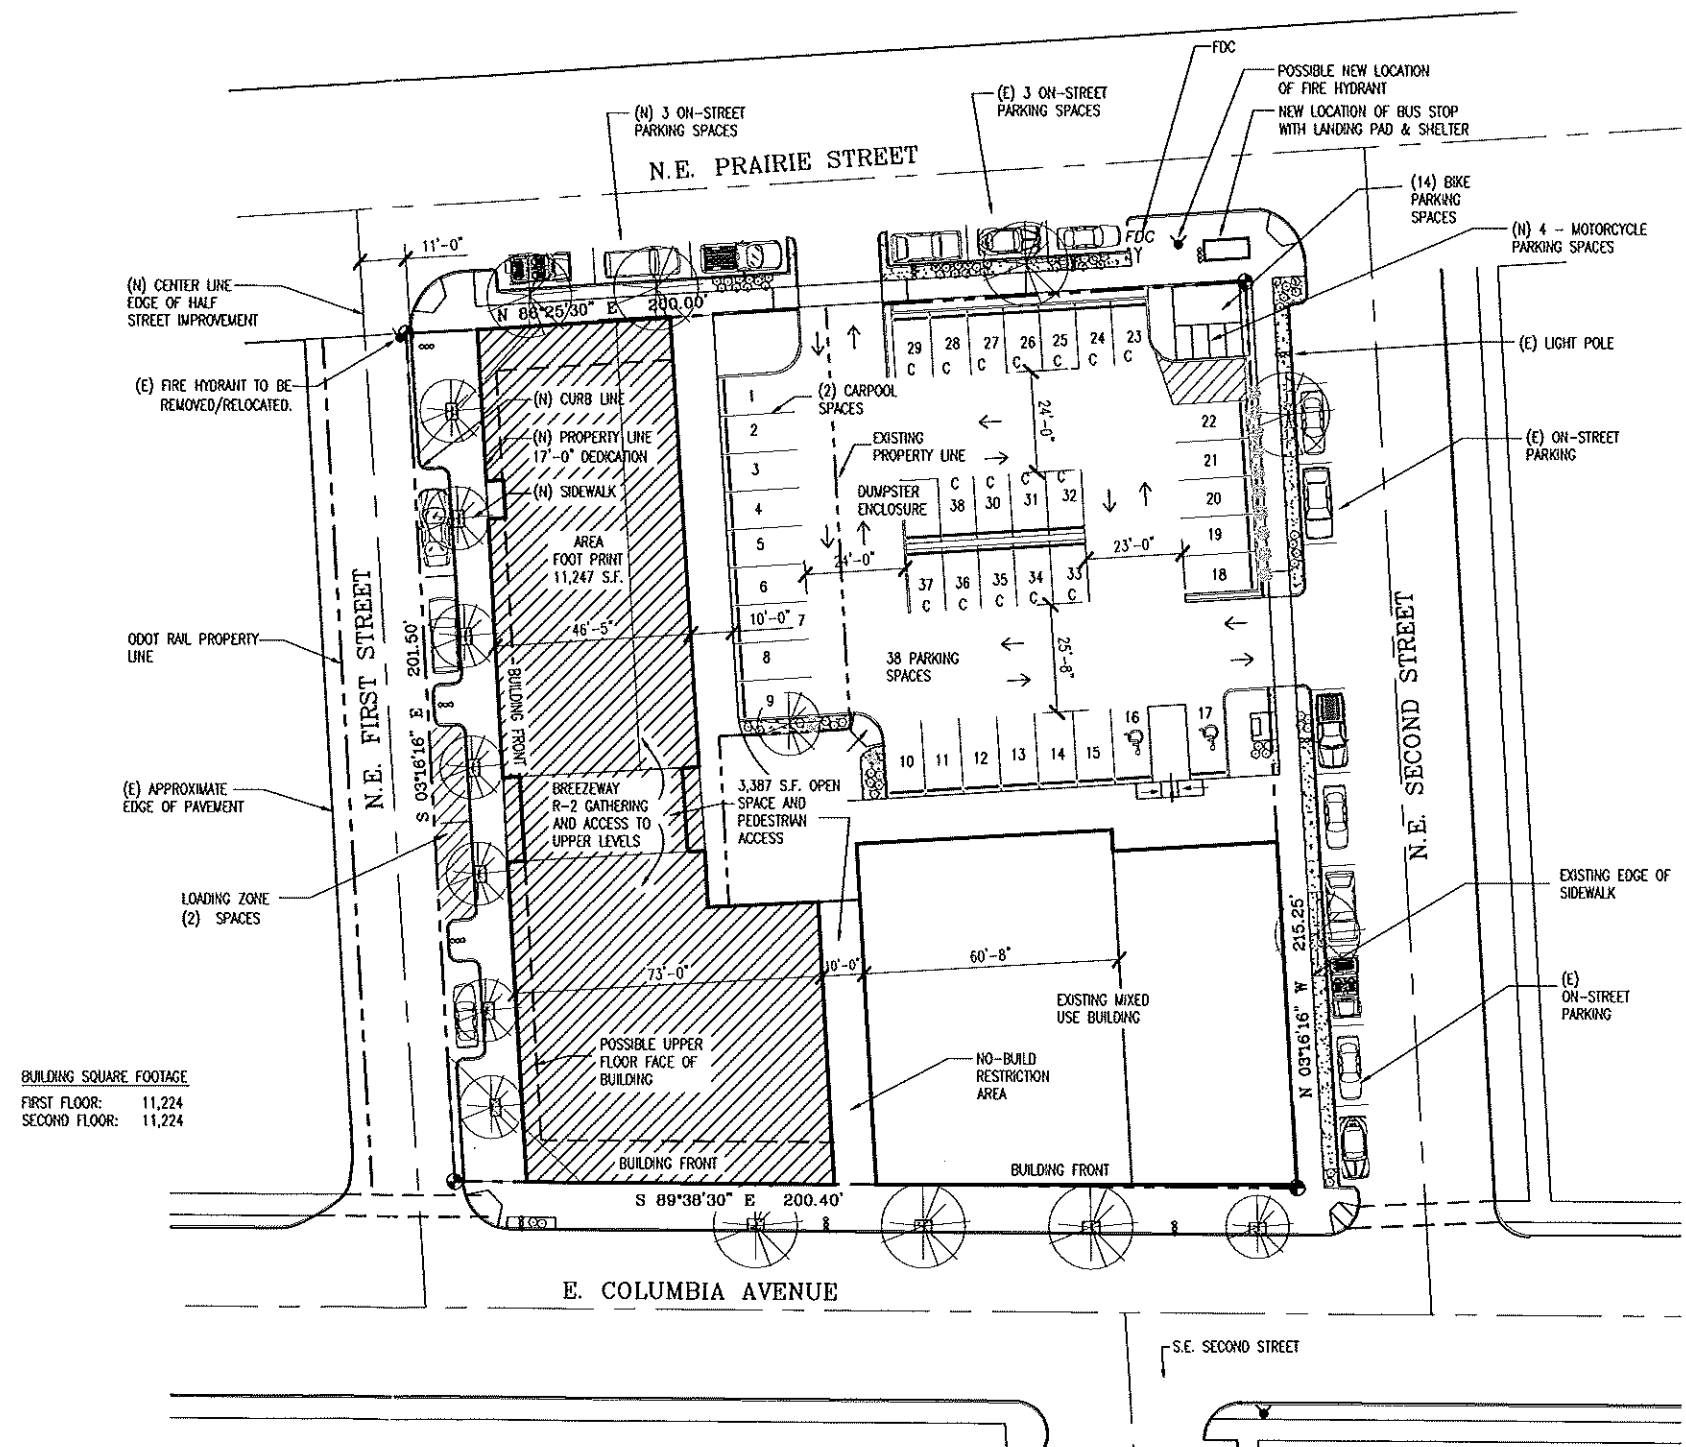 FDC
POSSIBLE NEW LOCATION
OF FIRE HYDRANT
(E) 3 ON-STREET
PARKING SPACES
NEW LOCATION OF BUS STOP
WITH LANDING PAD & SHELTER
(N) 3 ON-STREET
PARKING SPACES
N.E. PRAIRIE STREET
(14) BIKE
PARKING
SPACES
(N) 4 - MOTORCYCLE
PARKING SPACES
FDC
Y
11'-0"
(N) CENTER LINE
EDGE OF HALF
STREET IMPROVEMENT
N 86°25'30" E 200.00'
(E) LIGHT POLE
29
28
27
26
25
24
23
C
C
C
C
C
C
C
(E) FIRE HYDRANT TO BE
REMOVED/RELOCATED.
(N) CURB LINE
1
(2) CARPOOL
SPACES
24'-0"
22
2
(N) PROPERTY LINE
17'-0" DEDICATION
EXISTING
PROPERTY LINE
(E) ON-STREET
PARKING
21
3
(N) SIDEWALK
DUMPSTER
ENCLOSURE
C
C
C
C
38
30
31
32
20
4
19
5
AREA
FOOT PRINT
11,247 S.F.
24'-0"
23'-0"
18
6
37
36
35
34
33
C
C
C
C
C
10'-0"
7
46'-5"
ODOT RAIL PROPERTY
LINE
N.E. FIRST STREET
S 03°16'16" E 201.50'
BUILDING FRONT
8
38 PARKING
SPACES
25'-8"
N.E. SECOND STREET
9
16
17
10
11
12
13
14
15
(E) APPROXIMATE
EDGE OF PAVEMENT
BREEZEWAY
R-2 GATHERING
AND ACCESS TO
UPPER LEVELS
3,387 S.F. OPEN
SPACE AND
PEDESTRIAN
ACCESS
LOADING ZONE
(2) SPACES
EXISTING EDGE OF
SIDEWALK
73'-0"
10'-0"
60'-8"
N 03°16'16" W 215.25'
(E)
ON-STREET
PARKING
EXISTING MIXED
USE BUILDING
POSSIBLE UPPER
FLOOR FACE OF
BUILDING
NO-BUILD
RESTRICTION
AREA
BUILDING SQUARE FOOTAGE
FIRST FLOOR: 11,224
SECOND FLOOR: 11,224
BUILDING FRONT
BUILDING FRONT
S 89°38'30" E 200.40'
E. COLUMBIA AVENUE
S.E. SECOND STREET